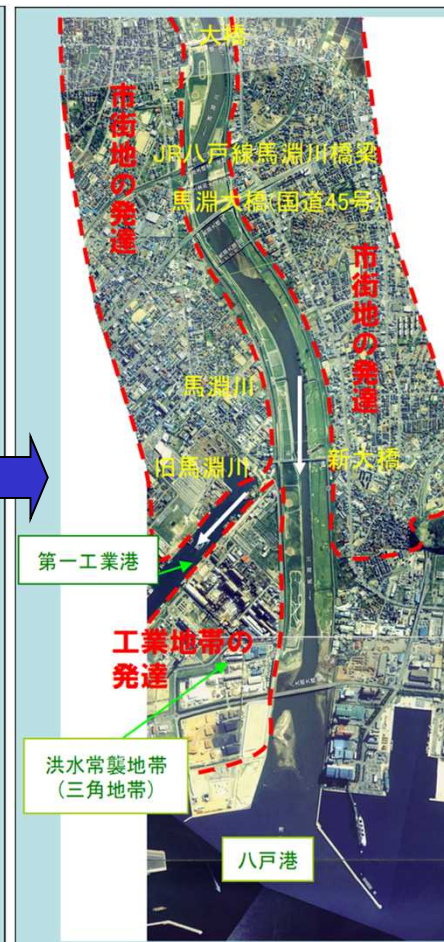 大橋
市街地の発達
JR八戸線馬淵川橋梁
馬淵大橋(国道45号)
市街地の発達
馬淵川
旧馬淵川
新大橋
第一工業港
工業地帯の
発達
洪水常襲地帯
(三角地帯)
八戸港